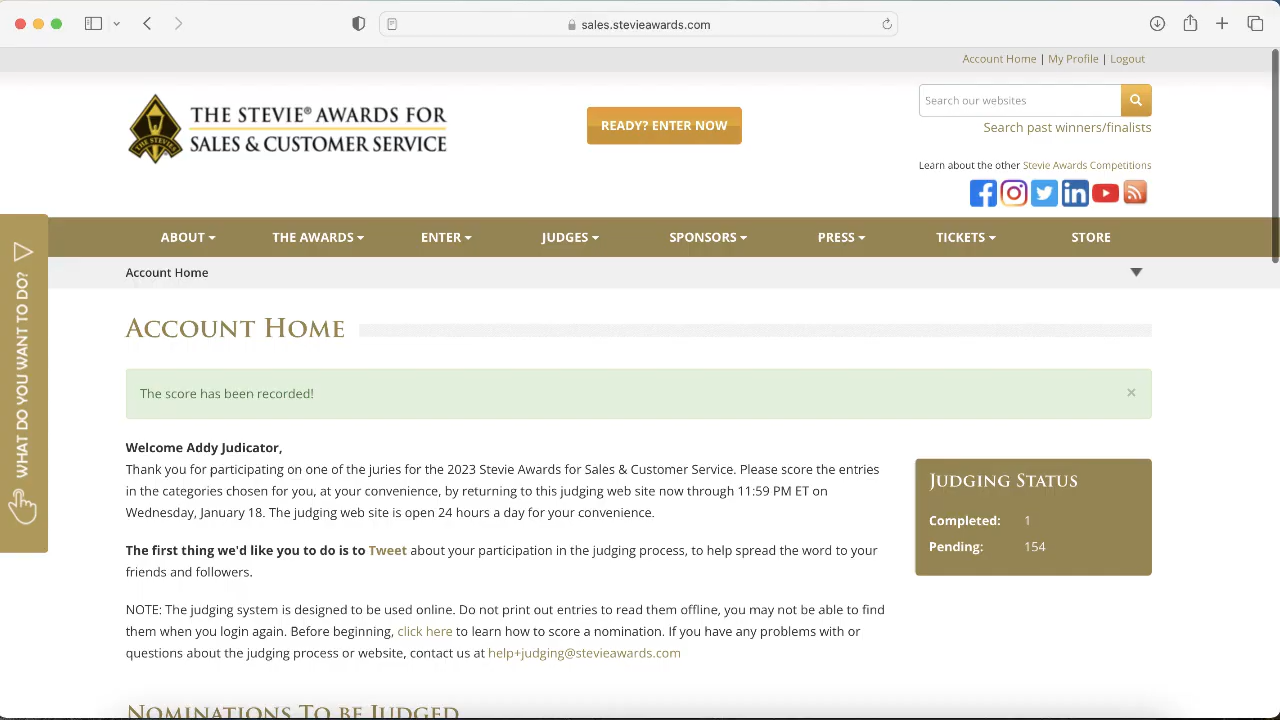 sales.stevieawards.com
Account Home | My Profile | Logout
THE STEVIE® AWARDS FOR
SALES & CUSTOMER SERVICE
THE STEVIES
READY? ENTER NOW
Search our websites
Search past winners/finalists
Learn about the other Stevie Awards Competitions
ABOUT THE AWARDS ENTER JUDGES SPONSORS PRESS TICKETS STORE
WHAT DO YOU WANT TO DO?
Account Home
ACCOUNT HOME
The score has been recorded! ×
Welcome Addy Judicator,
Thank you for participating on one of the juries for the 2023 Stevie Awards for Sales & Customer Service. Please score the entries
in the categories chosen for you, at your convenience, by returning to this judging web site now through 11:59 PM ET on
Wednesday, January 18. The judging web site is open 24 hours a day for your convenience.
The first thing we'd like you to do is to Tweet about your participation in the judging process, to help spread the word to your
friends and followers.
NOTE: The judging system is designed to be used online. Do not print out entries to read them offline, you may not be able to find
them when you login again. Before beginning, click here to learn how to score a nomination. If you have any problems with or
questions about the judging process or website, contact us at help+judging@stevieawards.com
JUDGING STATUS
Completed: 1
Pending: 154
NOMINATIONS TO BE JUDGED